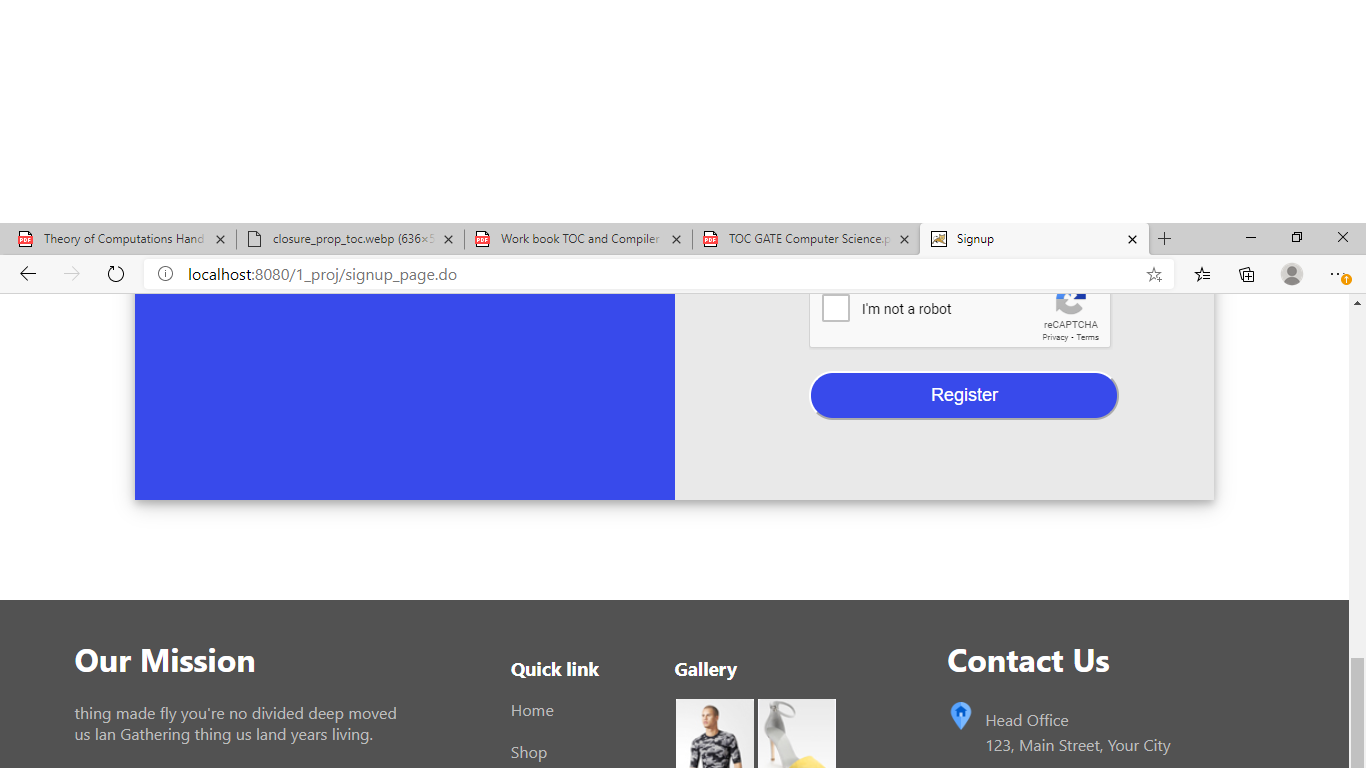 Theory of Computations Hand
closure_prop_toc.webp (636×5
Work book TOC and Compiler
TOC GATE Computer Science.p
Signup
localhost:8080/1_proj/signup_page.do
I'm not a robot
reCAPTCHA
Privacy - Terms
Register
Our Mission
thing made fly you're no divided deep moved
us lan Gathering thing us land years living.
Quick link
Home
Shop
Gallery
Contact Us
Head Office
123, Main Street, Your City